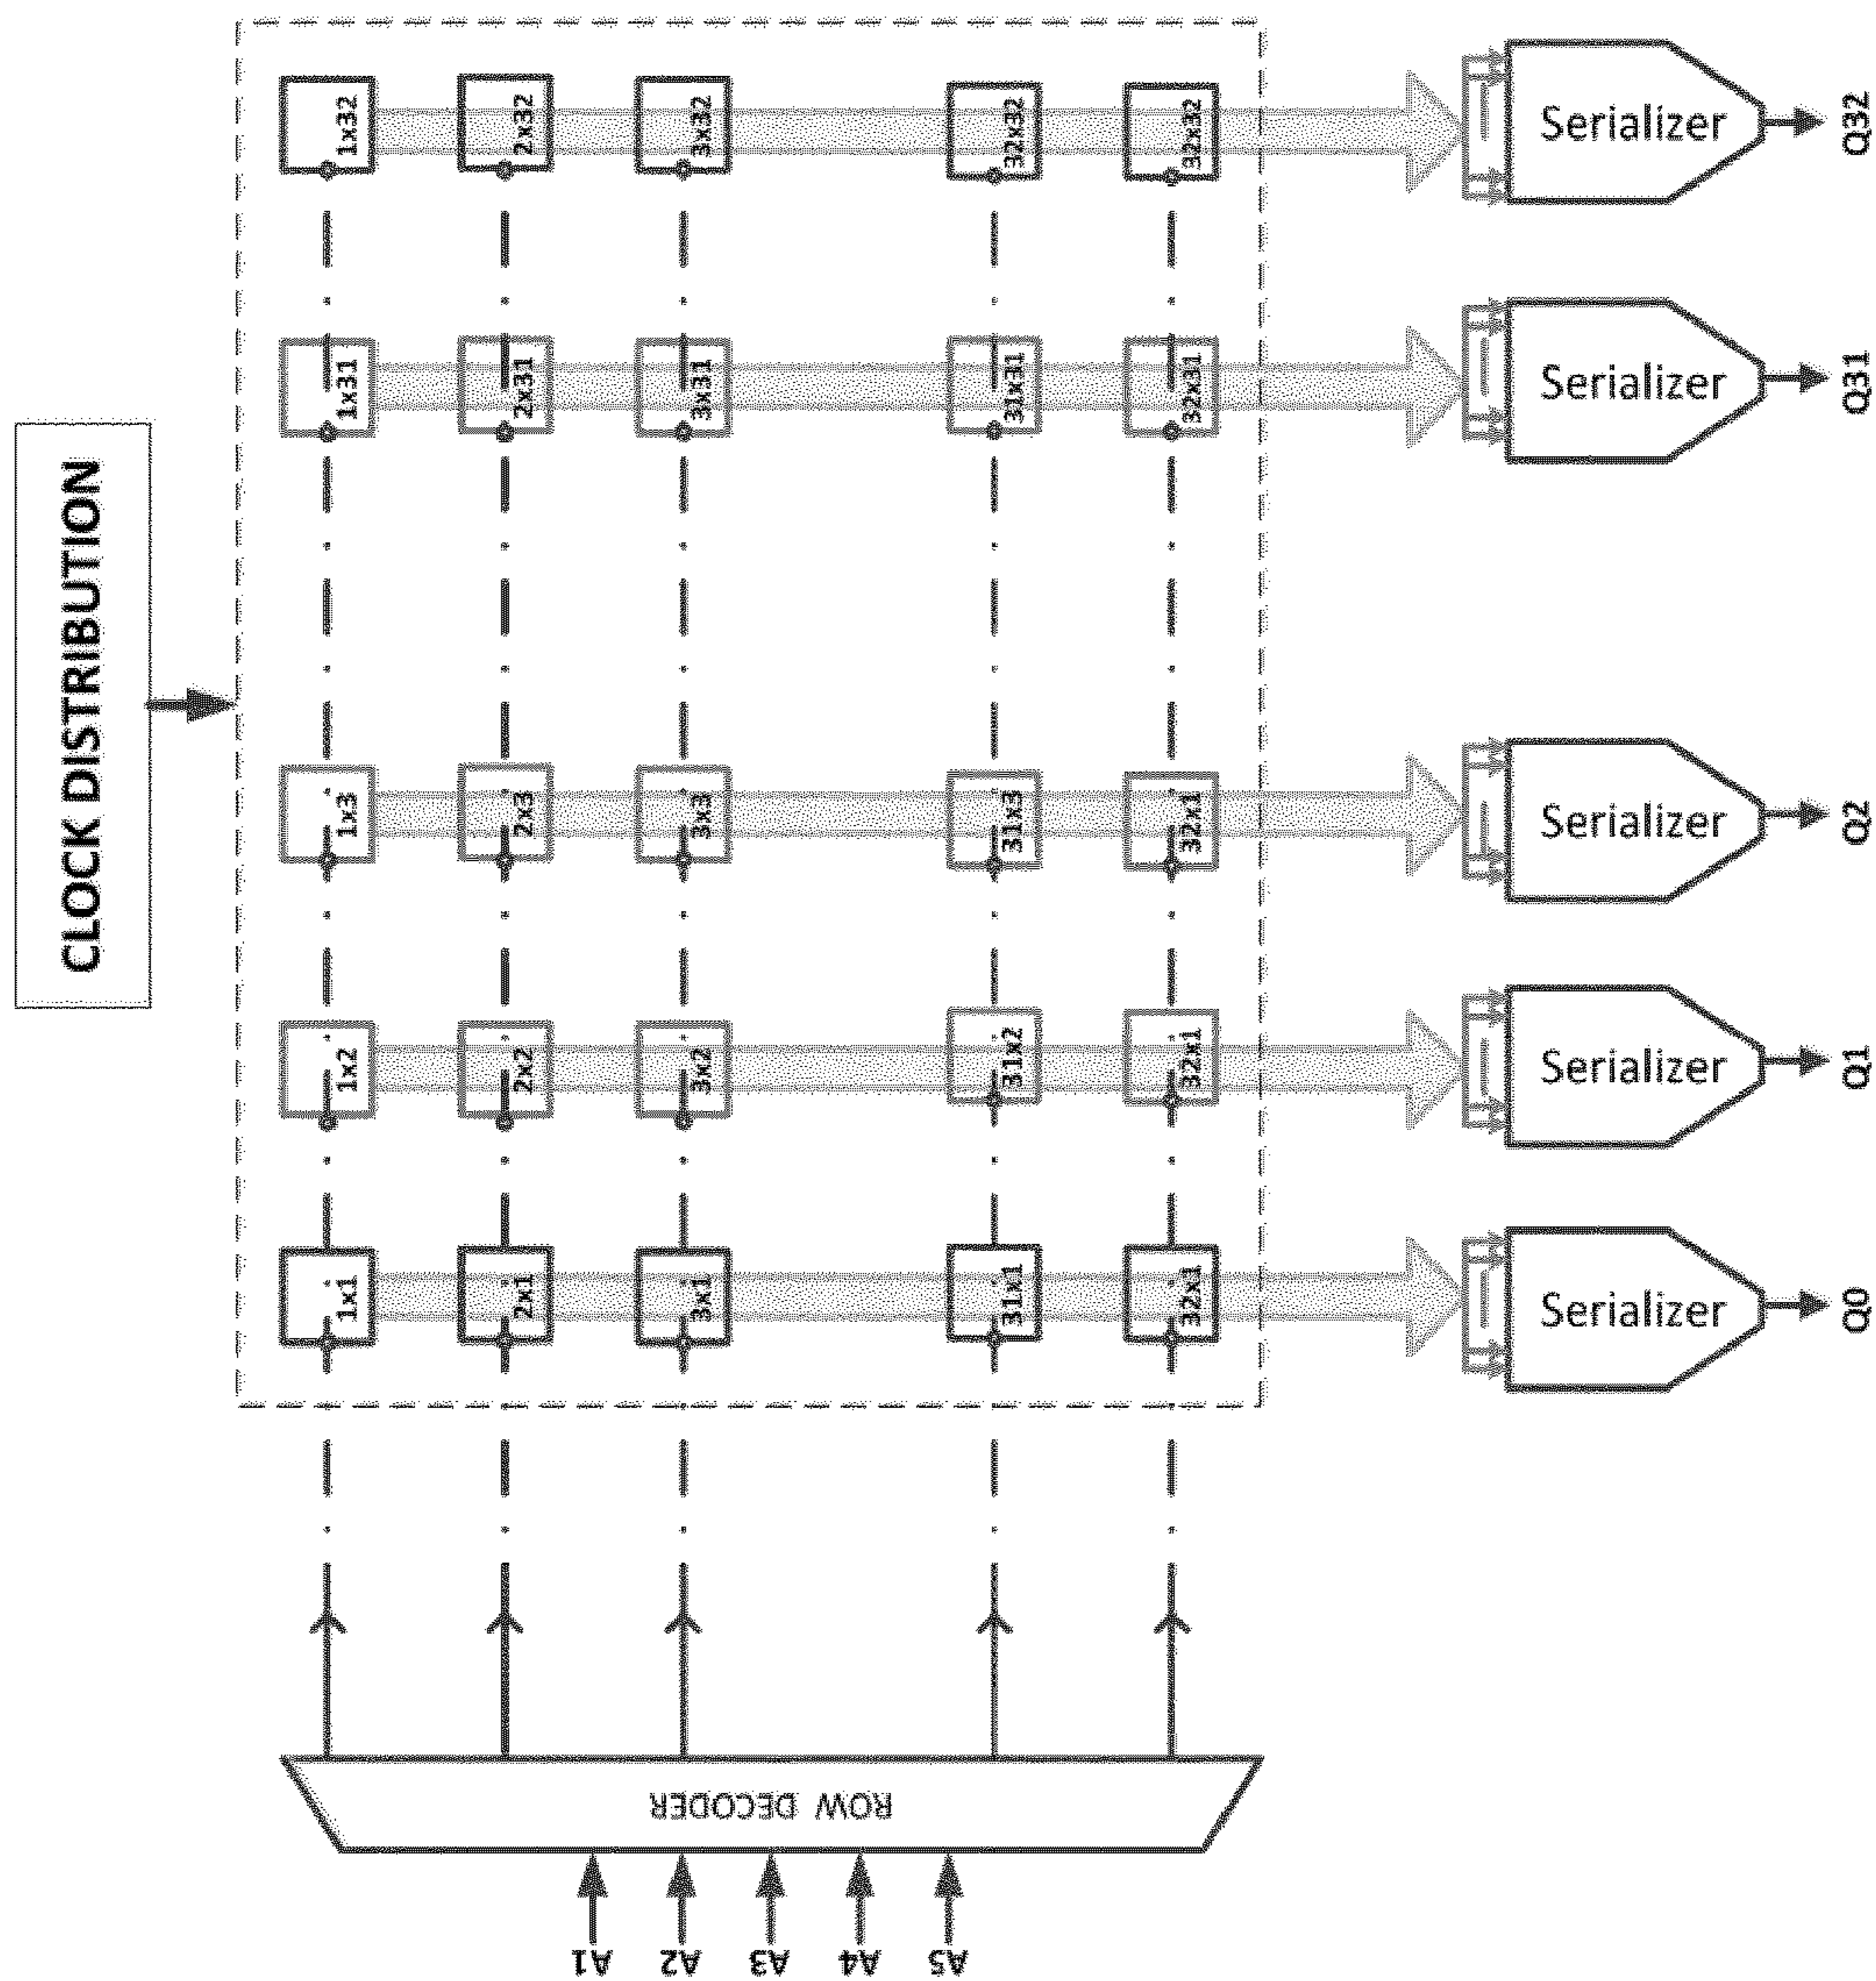 CLOCK DISTRIBUTION
1x32
2x32
3x32
32x32
32x32
Serializer
Q32
1x31
2x31
3x31
31x31
32x31
Serializer
Q31
1x3
2x3
3x3
31x3
32x1
Serializer
Q2
1x2
2x2
3x2
31x2
32x1
Serializer
Q1
1x1
2x1
3x1
31x1
32x1
Serializer
Q0
ROW DECODER
A1
A2
A3
A4
A5